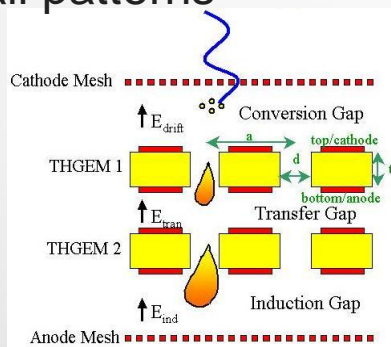 Cathode Mesh
Conversion Gap
E drift
a
top/cathode
THGEM 1
d
t
bottom/anode
E tran
Transfer Gap
THGEM 2
E ind
Induction Gap
Anode Mesh